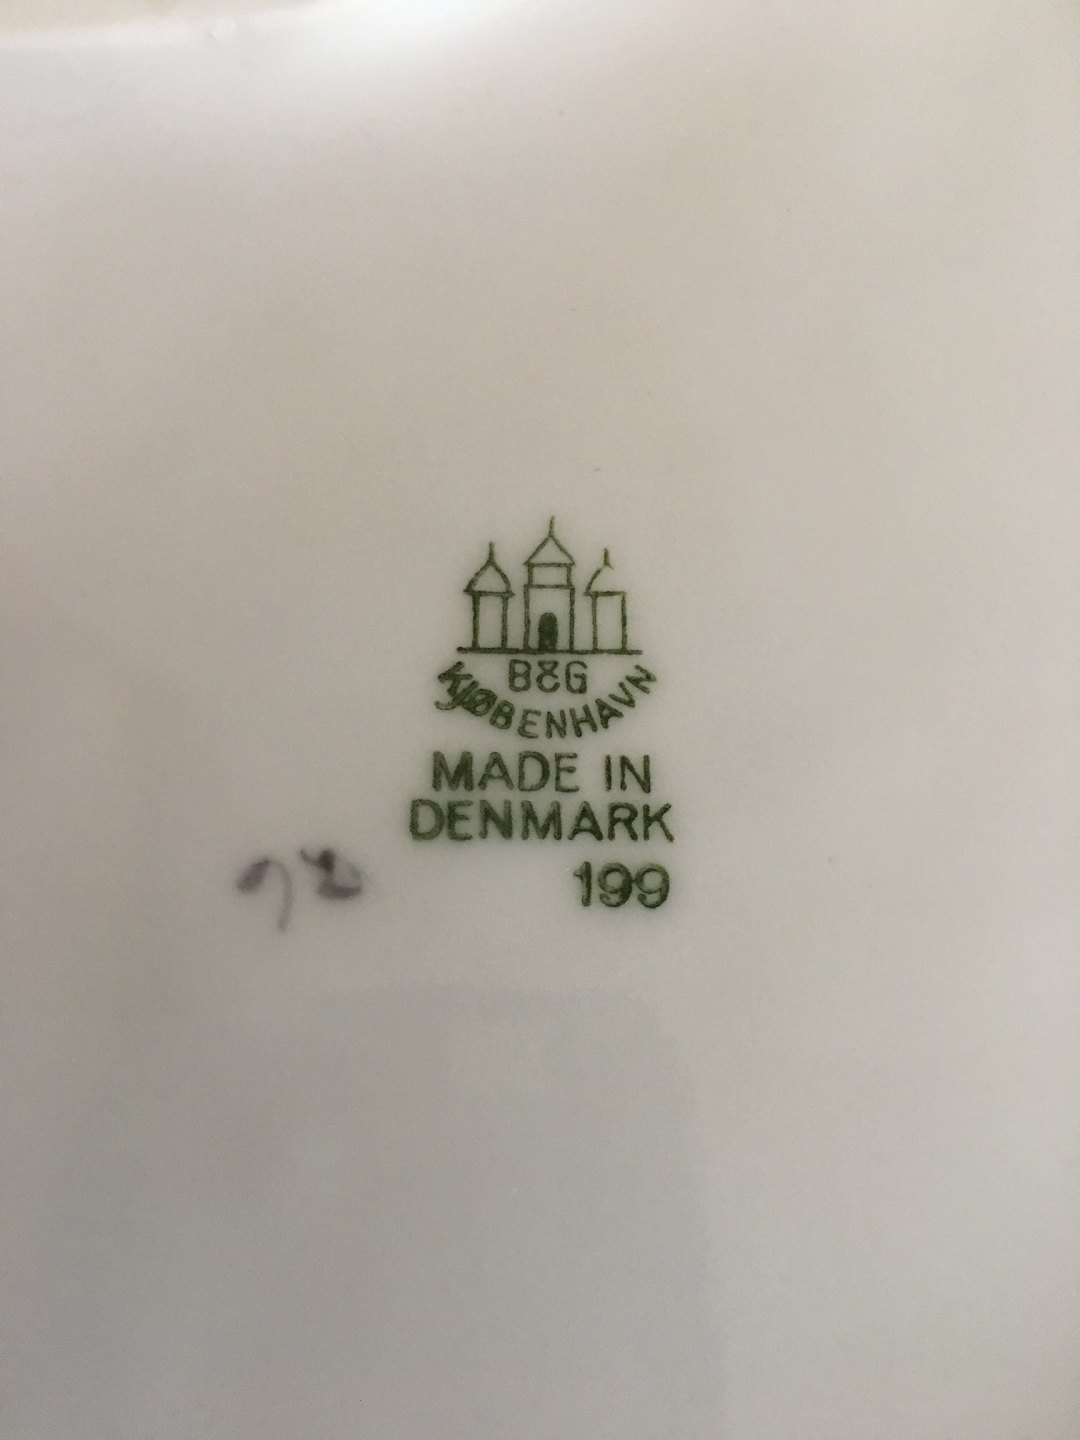 B&G
KJØBENHAVN
MADE IN
DENMARK
199